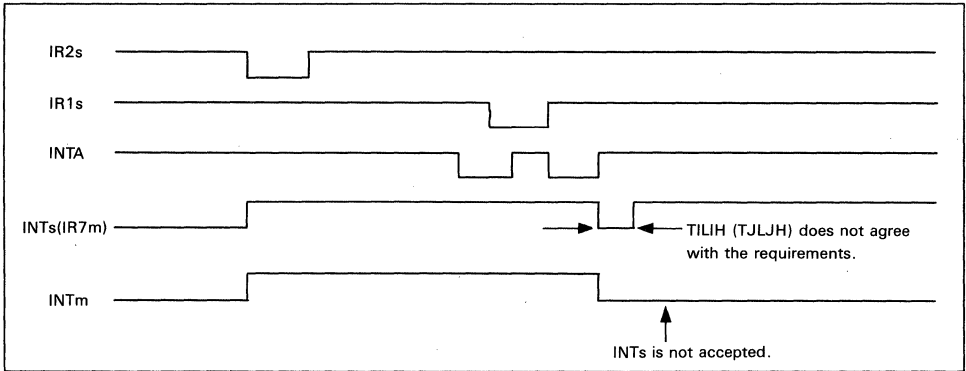 IR2s
IR1s
INTA
INTs(IR7m)
TILIH (TJLJH) does not agree
with the requirements.
INTm
INTs is not accepted.